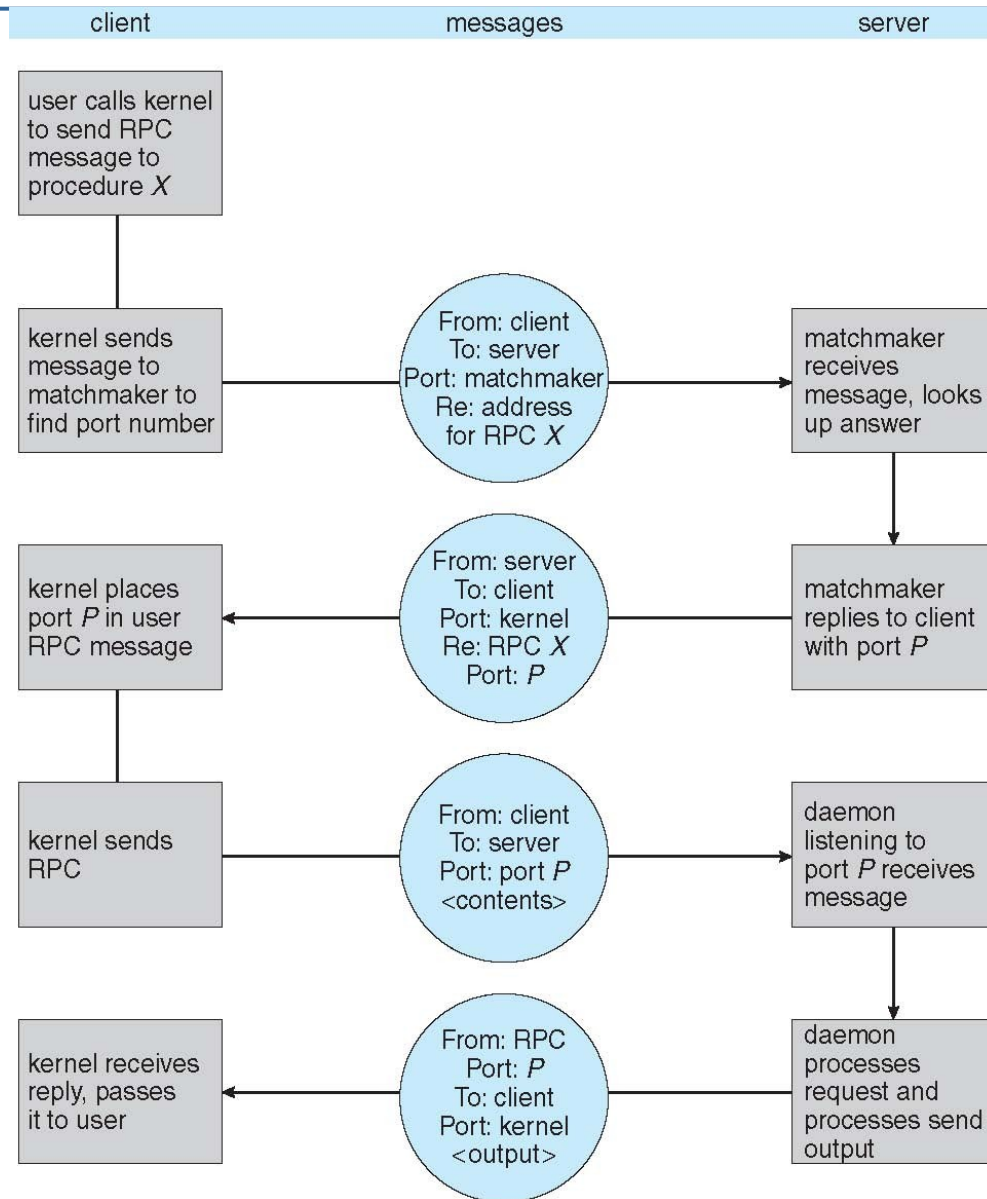 client
messages
server
user calls kernel
to send RPC
message to
procedure X
kernel sends
message to
matchmaker to
find port number
From: client
To: server
Port: matchmaker
Re: address
for RPC X
matchmaker
receives
message, looks
up answer
kernel places
port P in user
RPC message
From: server
To: client
Port: kernel
Re: RPC X
Port: P
matchmaker
replies to client
with port P
kernel sends
RPC
From: client
To: server
Port: port P
<contents>
daemon
listening to
port P receives
message
kernel receives
reply, passes
it to user
From: RPC
Port: P
To: client
Port: kernel
<output>
daemon
processes
request and
processes send
output